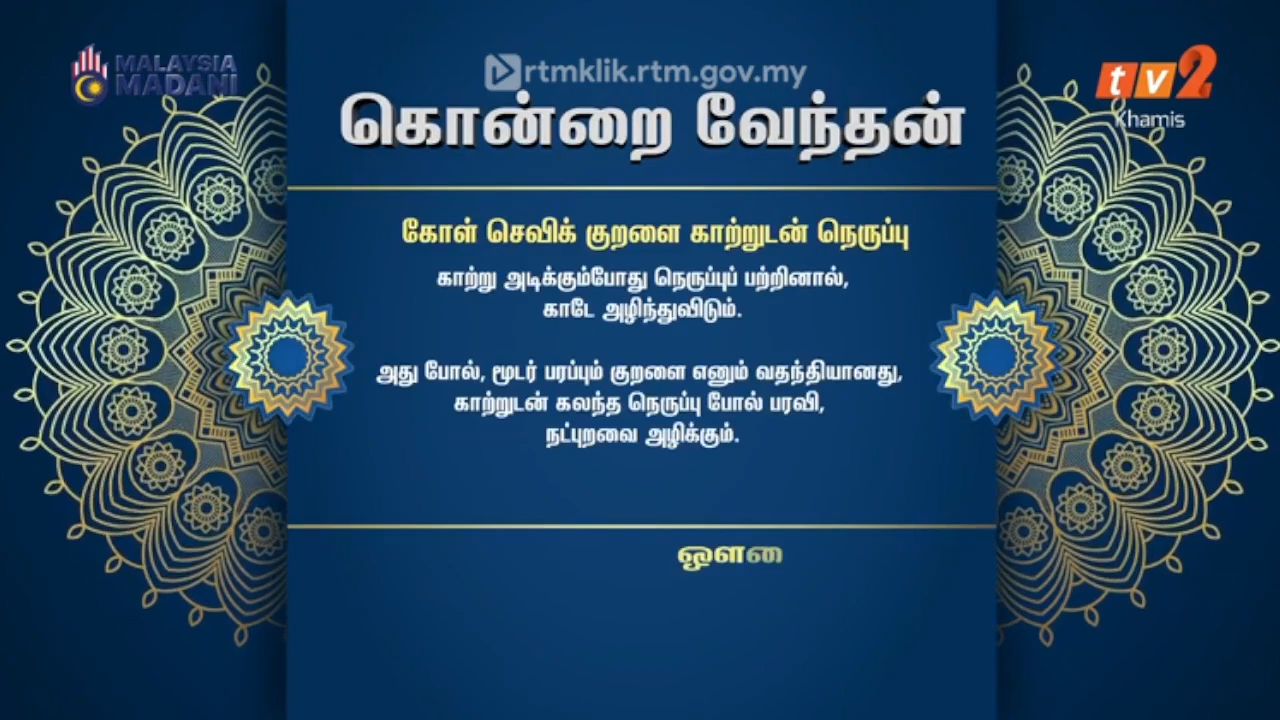 MALAYSIA
MADANI
rtmklik.rtm.gov.my
tv2
Khamis
கொன்றை வேந்தன்
கோள் செவிக் குறளை காற்றுடன் நெருப்பு
காற்று அடிக்கும்போது நெருப்புப் பற்றினால்,
காடே அழிந்துவிடும்.
அது போல், மூடர் பரப்பும் குறளை எனும் வதந்தியானது,
காற்றுடன் கலந்த நெருப்பு போல் பரவி,
நட்புறவை அழிக்கும்.